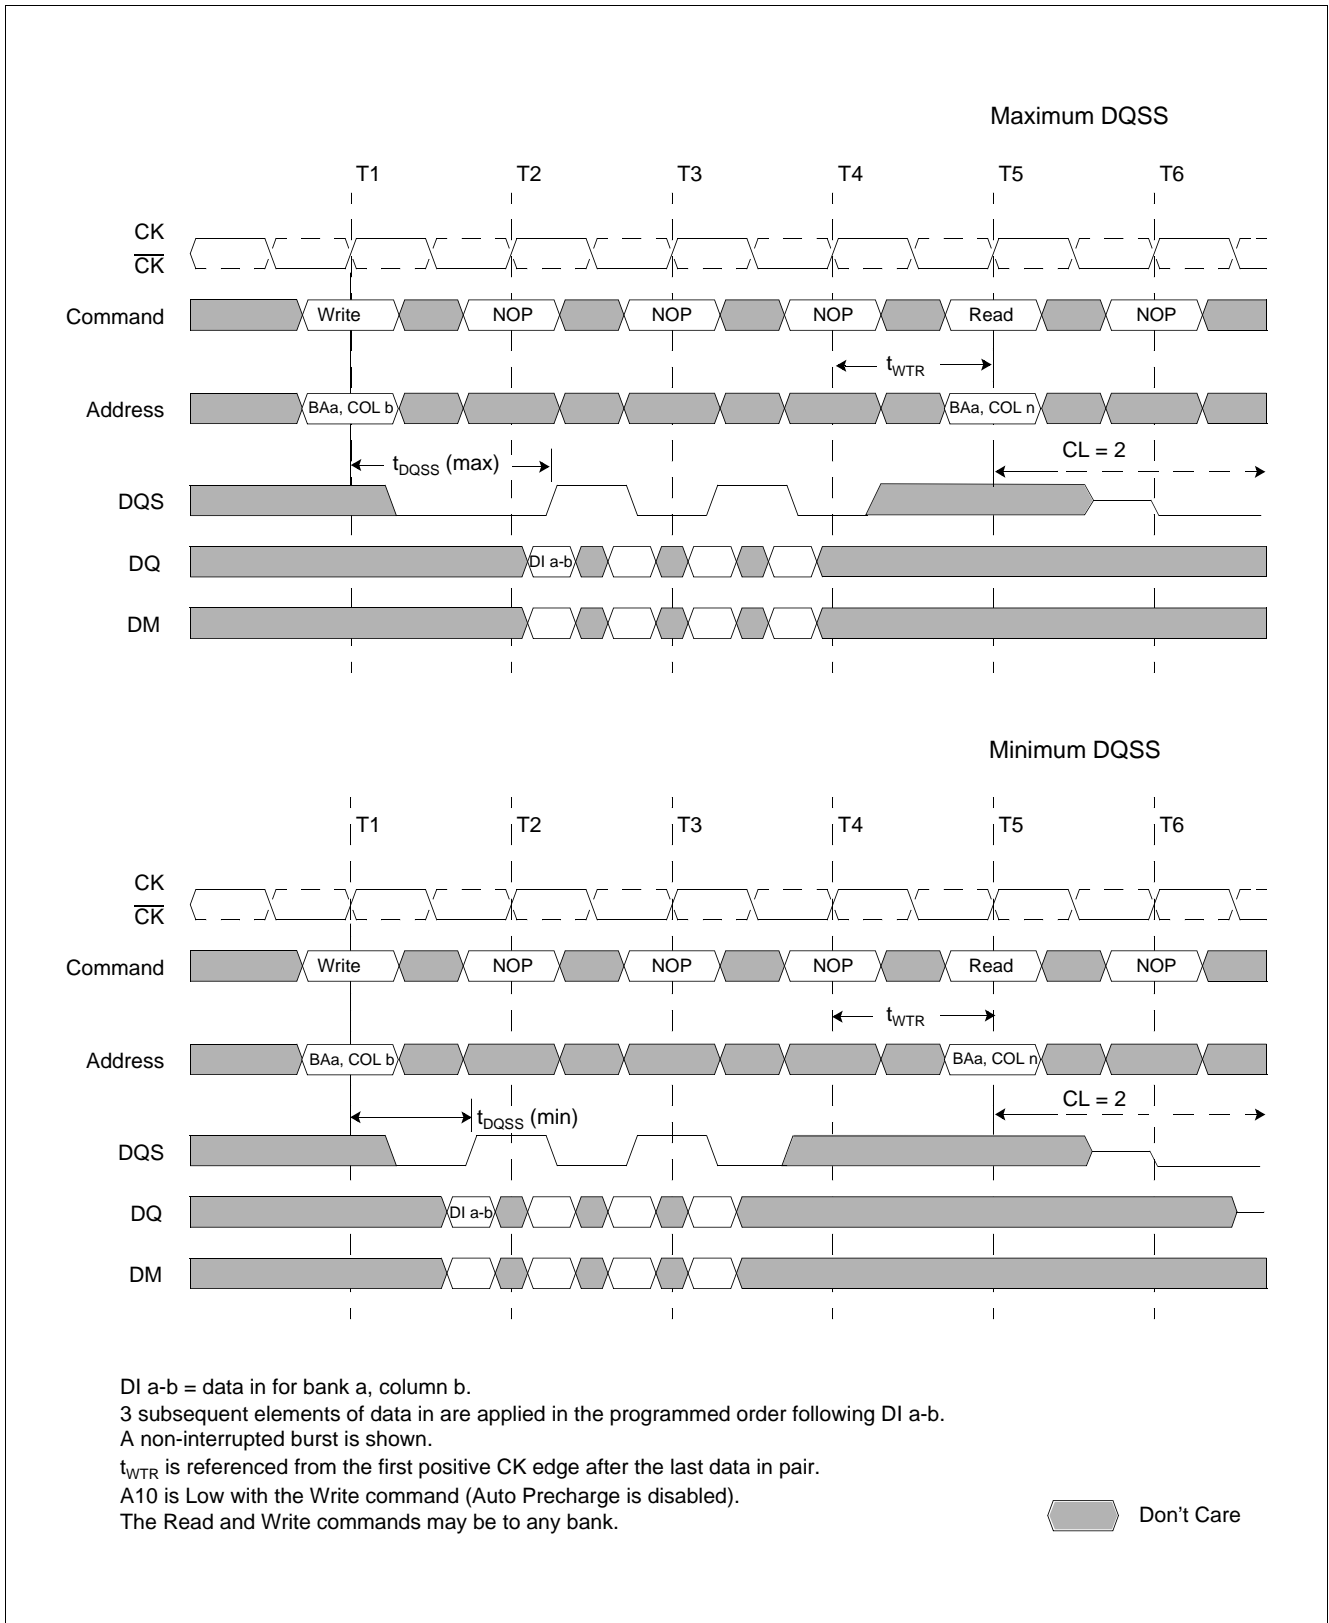 Maximum DQSS
T1 T2 T3 T4 T5 T6
CK
CK
Command Write NOP NOP NOP Read NOP
tWTR
Address BAa, COL b BAa, COL n
tDQSS (max) CL = 2
DQS
DQ DI a-b
DM
Minimum DQSS
T1 T2 T3 T4 T5 T6
CK
CK
Command Write NOP NOP NOP Read NOP
tWTR
Address BAa, COL b BAa, COL n
tDQSS (min) CL = 2
DQS
DQ DI a-b
DM
DI a-b = data in for bank a, column b.
3 subsequent elements of data in are applied in the programmed order following DI a-b.
A non-interrupted burst is shown.
tWTR is referenced from the first positive CK edge after the last data in pair.
A10 is Low with the Write command (Auto Precharge is disabled).
The Read and Write commands may be to any bank.
Don't Care